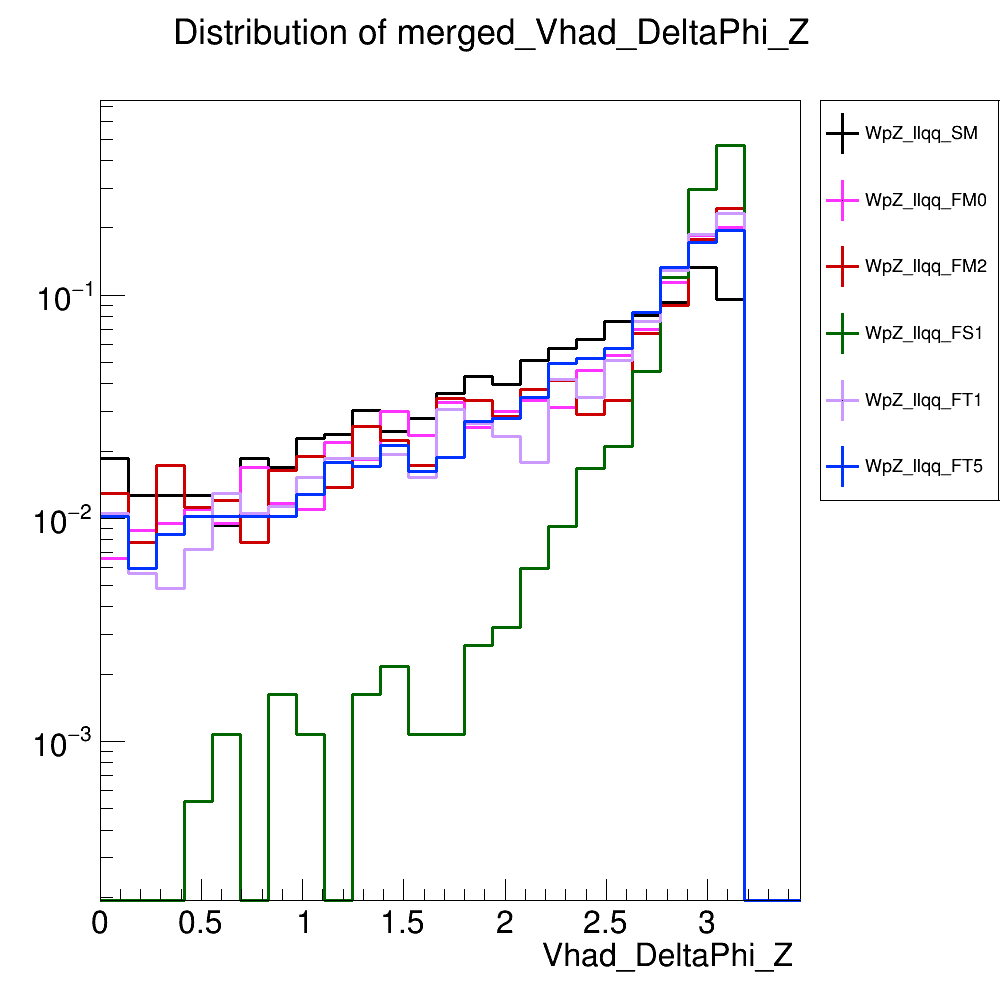 Distribution of merged_Vhad_DeltaPhi_Z
WpZ_llqq_SM
WpZ_llqq_FM0
WpZ_llqq_FM2
WpZ_llqq_FS1
WpZ_llqq_FT1
WpZ_llqq_FT5
10⁻¹
10⁻²
10⁻³
0 0.5 1 1.5 2 2.5 3
Vhad_DeltaPhi_Z